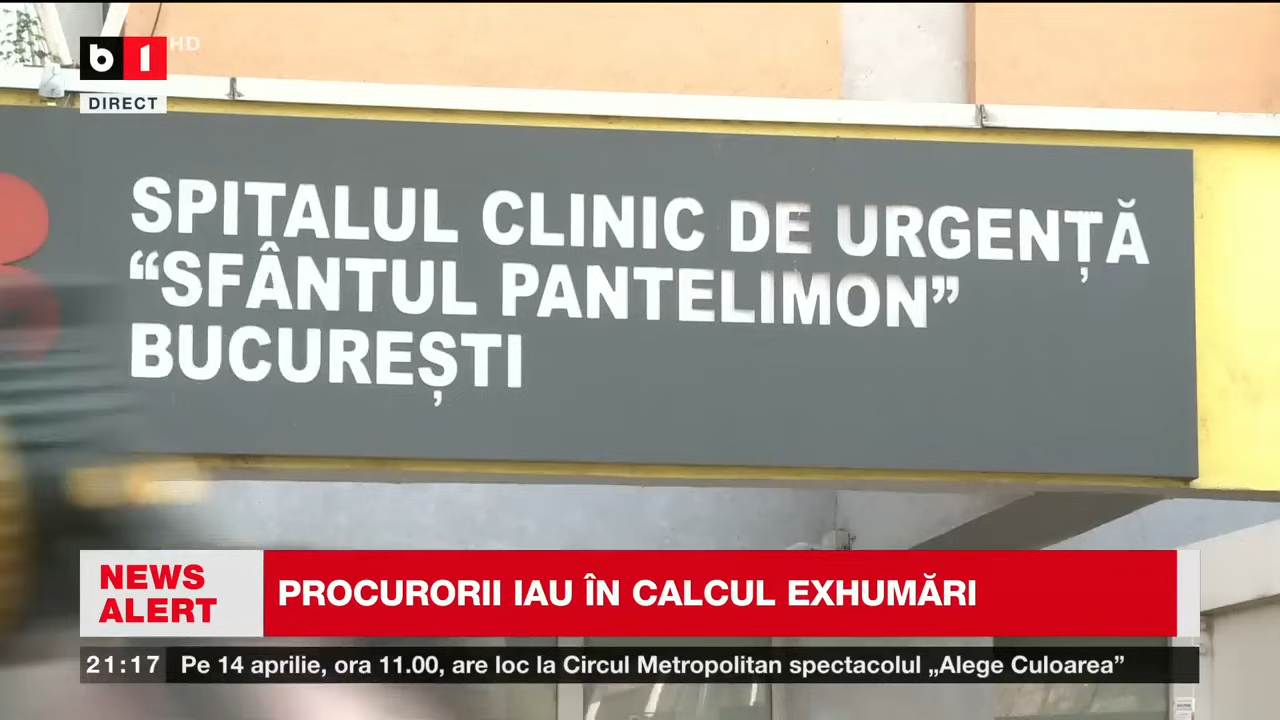 b1 HD
DIRECT
SPITALUL CLINIC DE URGENȚĂ
“SFÂNTUL PANTELIMON”
BUCUREȘTI
NEWS
ALERT
PROCURORII IAU ÎN CALCUL EXHUMĂRI
21:17 Pe 14 aprilie, ora 11.00, are loc la Circul Metropolitan spectacolul „Alege Culoarea”